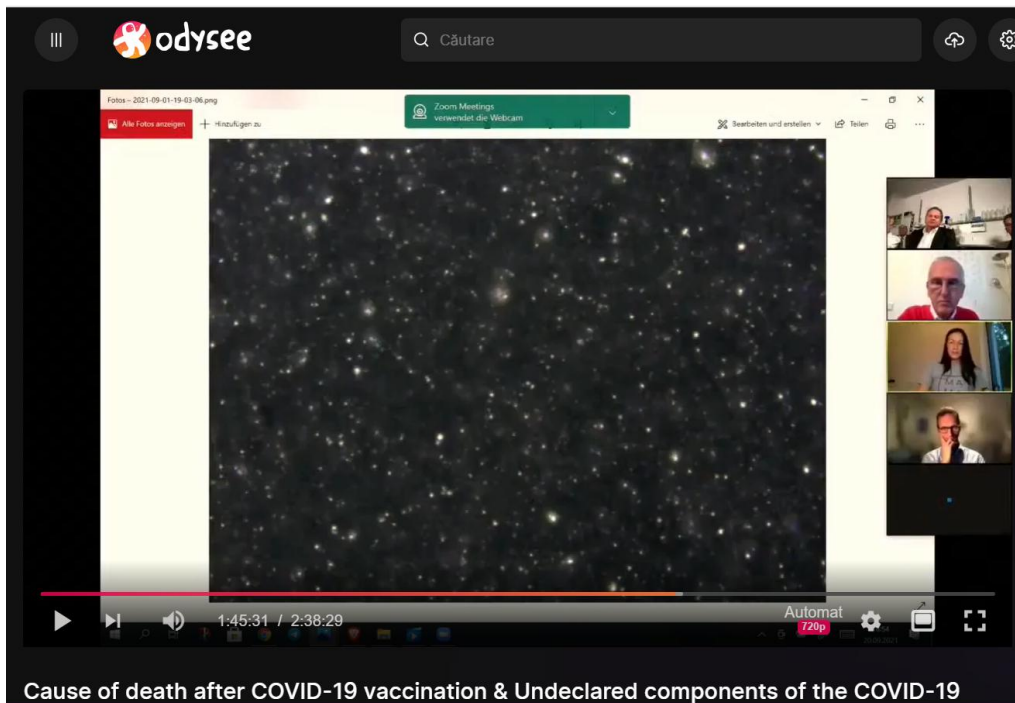 odysee
Căutare
Fotos – 2021-09-01-19-03-06.png
Zoom Meetings
verwendet die Webcam
Alle Fotos anzeigen
Hinzufügen zu
Bearbeiten und erstellen
Teilen
1:45:31 / 2:38:29
Automat
720p
Cause of death after COVID-19 vaccination & Undeclared components of the COVID-19